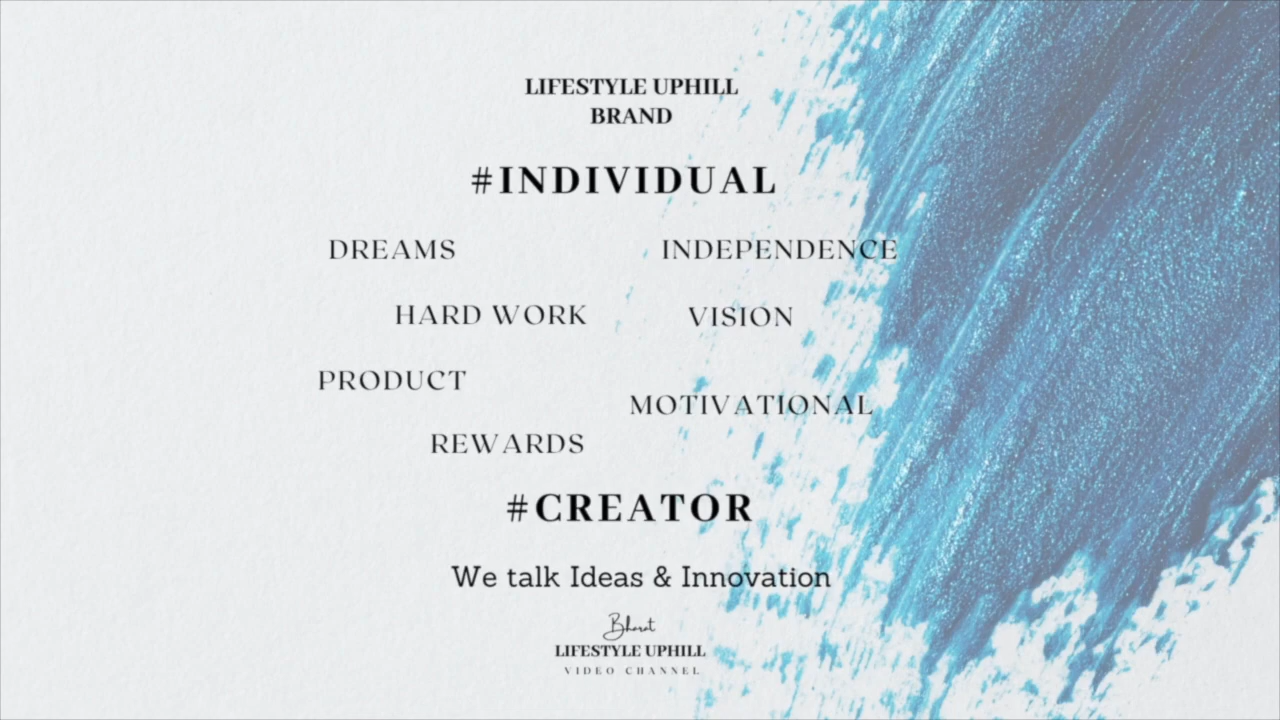 LIFESTYLE UPHILL
BRAND
#INDIVIDUAL
DREAMS
INDEPENDENCE
HARD WORK
VISION
PRODUCT
MOTIVATIONAL
REWARDS
#CREATOR
We talk Ideas & Innovation
Bharat
LIFESTYLE UPHILL
VIDEO CHANNEL